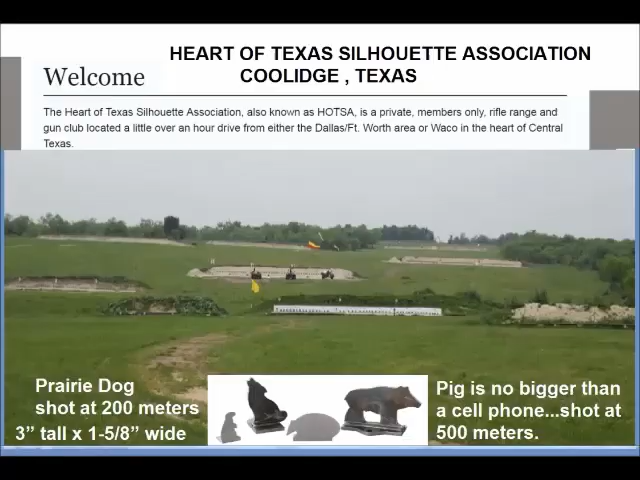 HEART OF TEXAS SILHOUETTE ASSOCIATION
COOLIDGE , TEXAS
Welcome
The Heart of Texas Silhouette Association, also known as HOTSA, is a private, members only, rifle range and
gun club located a little over an hour drive from either the Dallas/Ft. Worth area or Waco in the heart of Central
Texas.
Prairie Dog
shot at 200 meters
3” tall x 1-5/8” wide
Pig is no bigger than
a cell phone...shot at
500 meters.